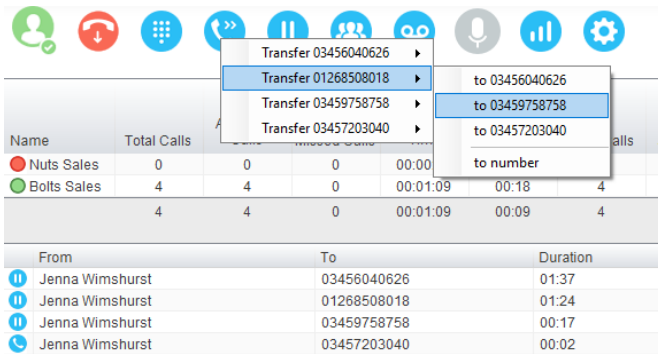 Transfer 03456040626
Transfer 01268508018
to 03456040626
Transfer 03459758758
to 03459758758
Transfer 03457203040
to 03457203040
Name Total Calls Calls Missed Calls
to number
Nuts Sales 0 0 0 00:00
Bolts Sales 4 4 0 00:01:09 00:18 4
4 4 0 00:01:09 00:09 4
From To Duration
Jenna Wimshurst 03456040626 01:37
Jenna Wimshurst 01268508018 01:24
Jenna Wimshurst 03459758758 00:17
Jenna Wimshurst 03457203040 00:02